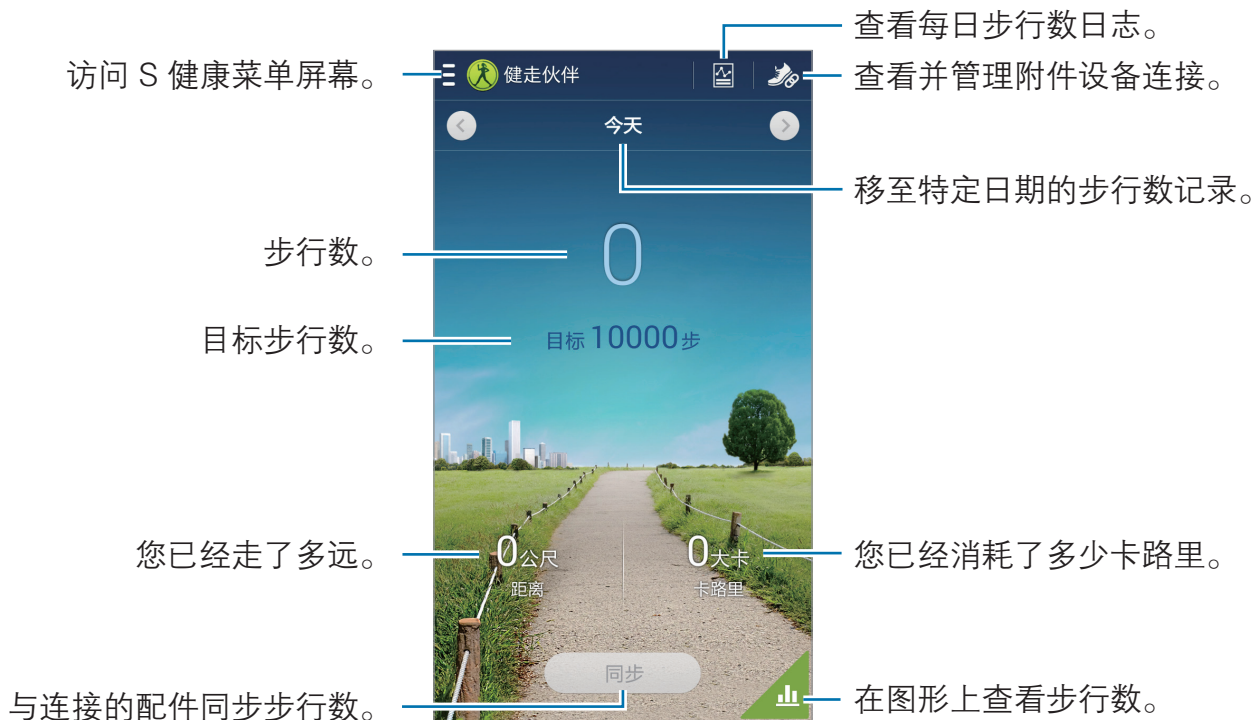 查看每日步行数日志。
访问 S 健康菜单屏幕。
健走伙伴
查看并管理附件设备连接。
今天
移至特定日期的步行数记录。
步行数。
0
目标步行数。
目标 10000步
您已经走了多远。
0公尺
距离
0大卡
卡路里
您已经消耗了多少卡路里。
同步
与连接的配件同步步行数。
在图形上查看步行数。